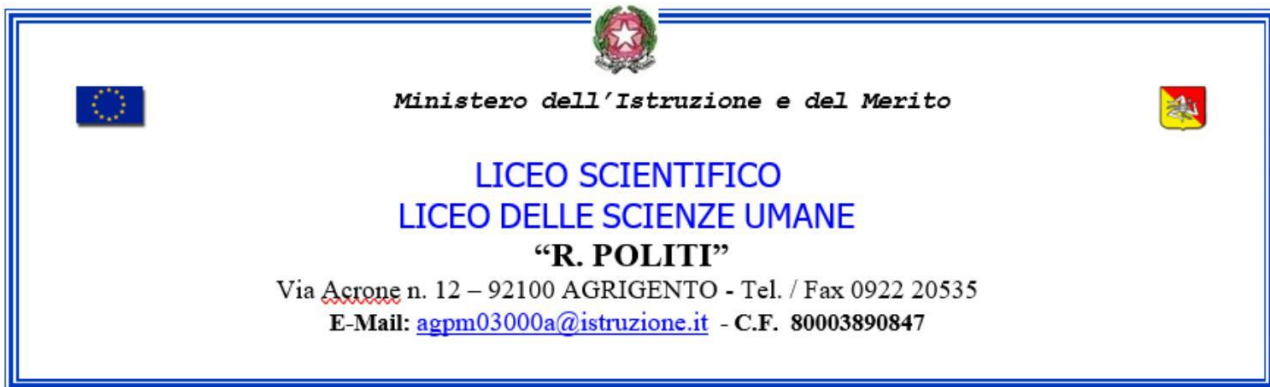 Ministero dell'Istruzione e del Merito
LICEO SCIENTIFICO
LICEO DELLE SCIENZE UMANE
“R. POLITI”
Via Acrone n. 12 – 92100 AGRIGENTO - Tel. / Fax 0922 20535
E-Mail: agpm03000a@istruzione.it - C.F. 80003890847